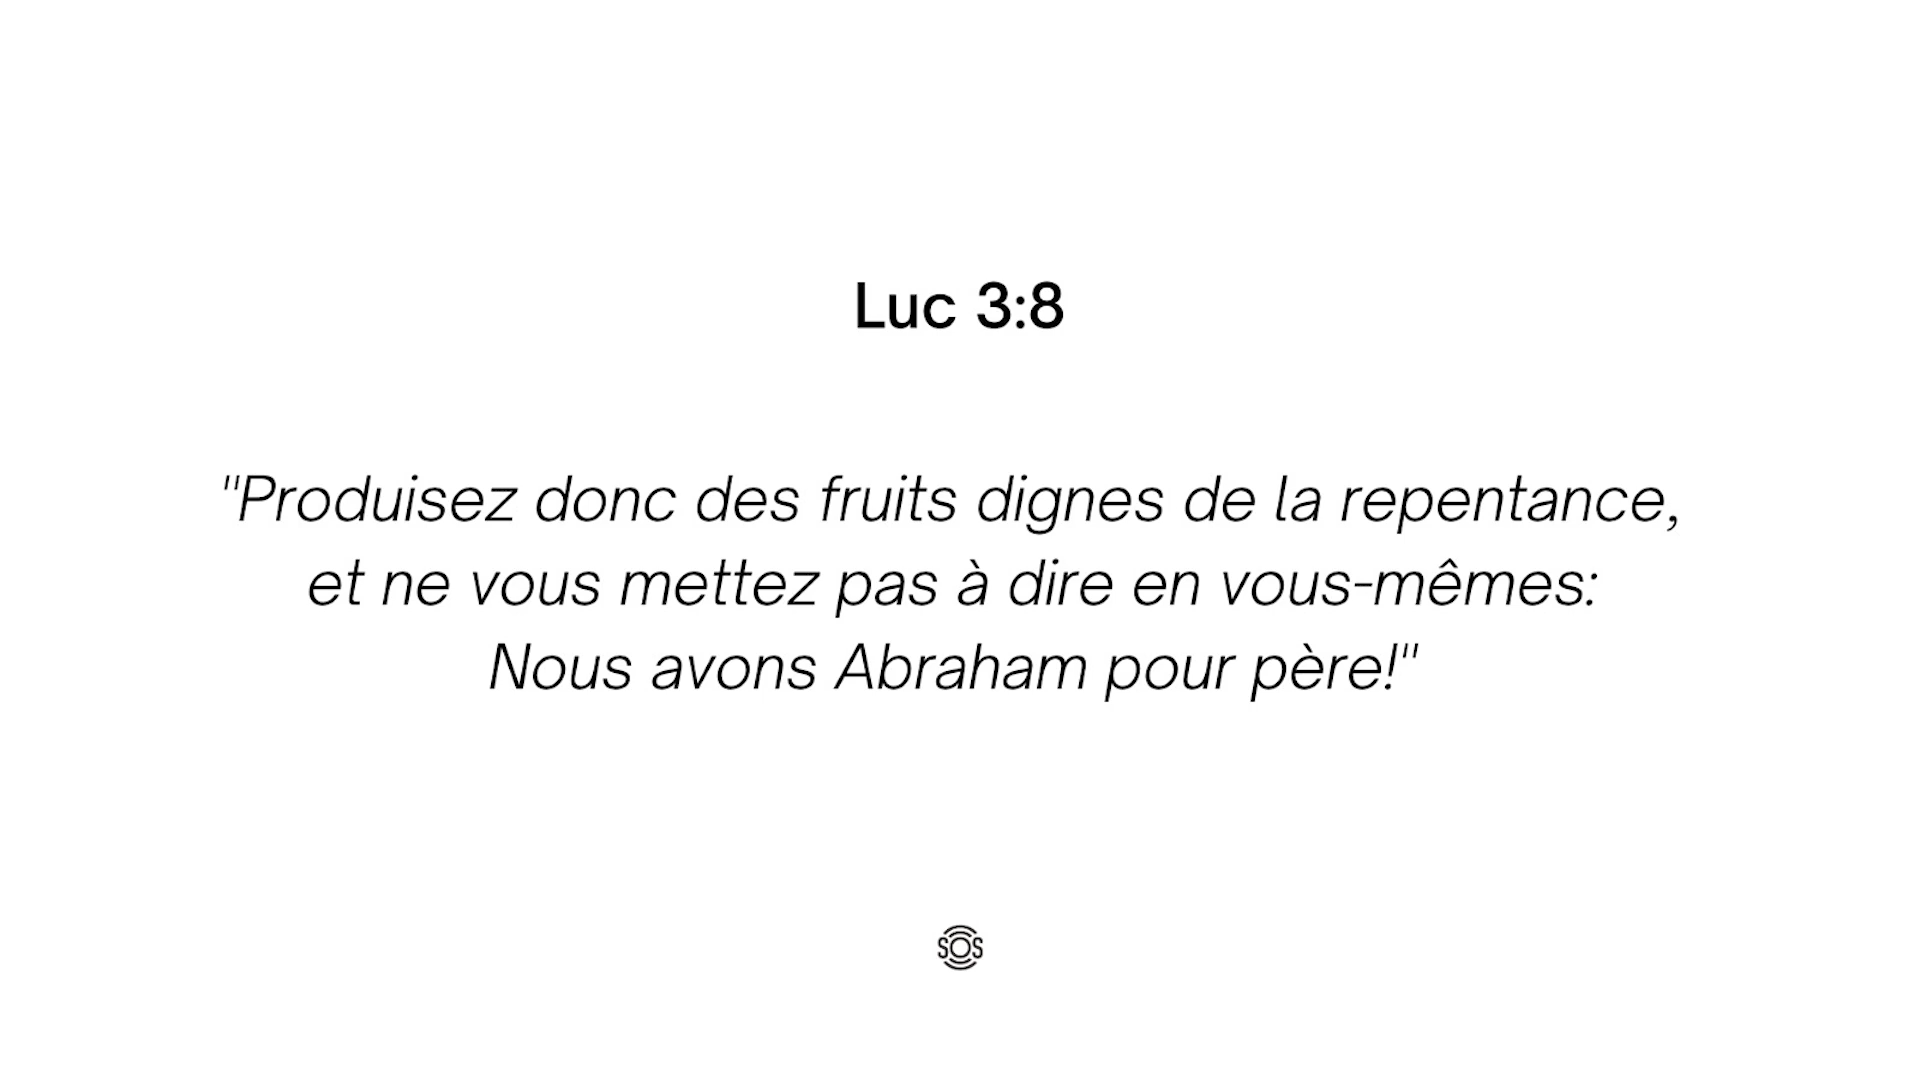 Luc 3:8
"Produisez donc des fruits dignes de la repentance,
et ne vous mettez pas à dire en vous-mêmes:
Nous avons Abraham pour père!"
SOS